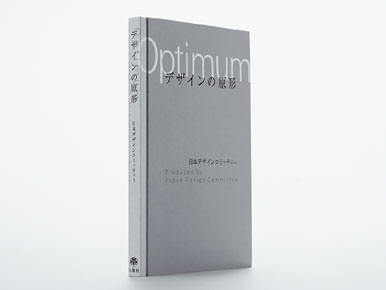 デザインの原形
日本デザインコミッティー
Optimum
デザインの原形
日本デザインコミッティー
Produced by
Japan Design Committee